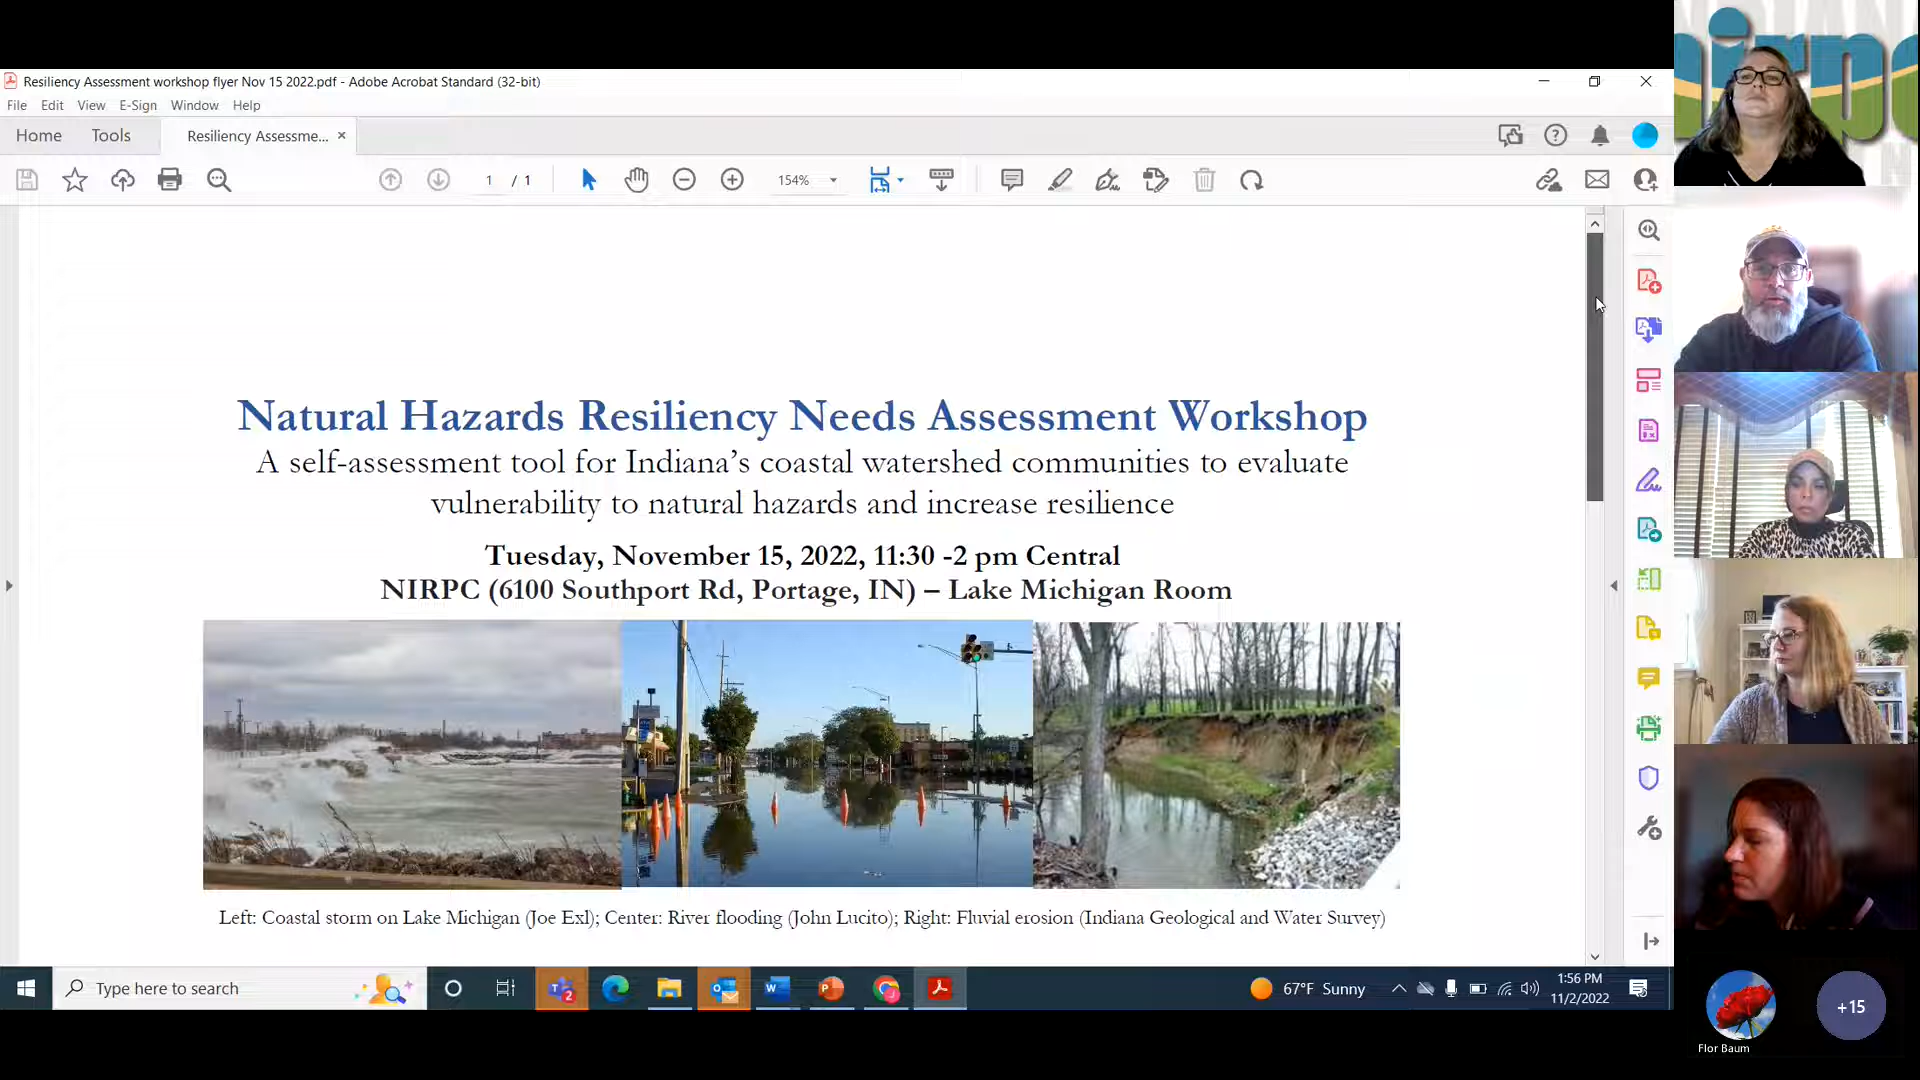 Resiliency Assessment workshop flyer Nov 15 2022.pdf - Adobe Acrobat Standard (32-bit)
File Edit View E-Sign Window Help
Home Tools Resiliency Assessme...
1 / 1 154%
Natural Hazards Resiliency Needs Assessment Workshop
A self-assessment tool for Indiana's coastal watershed communities to evaluate
vulnerability to natural hazards and increase resilience
Tuesday, November 15, 2022, 11:30 -2 pm Central
NIRPC (6100 Southport Rd, Portage, IN) – Lake Michigan Room
Left: Coastal storm on Lake Michigan (Joe Exl); Center: River flooding (John Lucito); Right: Fluvial erosion (Indiana Geological and Water Survey)
Type here to search
67°F Sunny
1:56 PM
11/2/2022
+15
Flor Baum